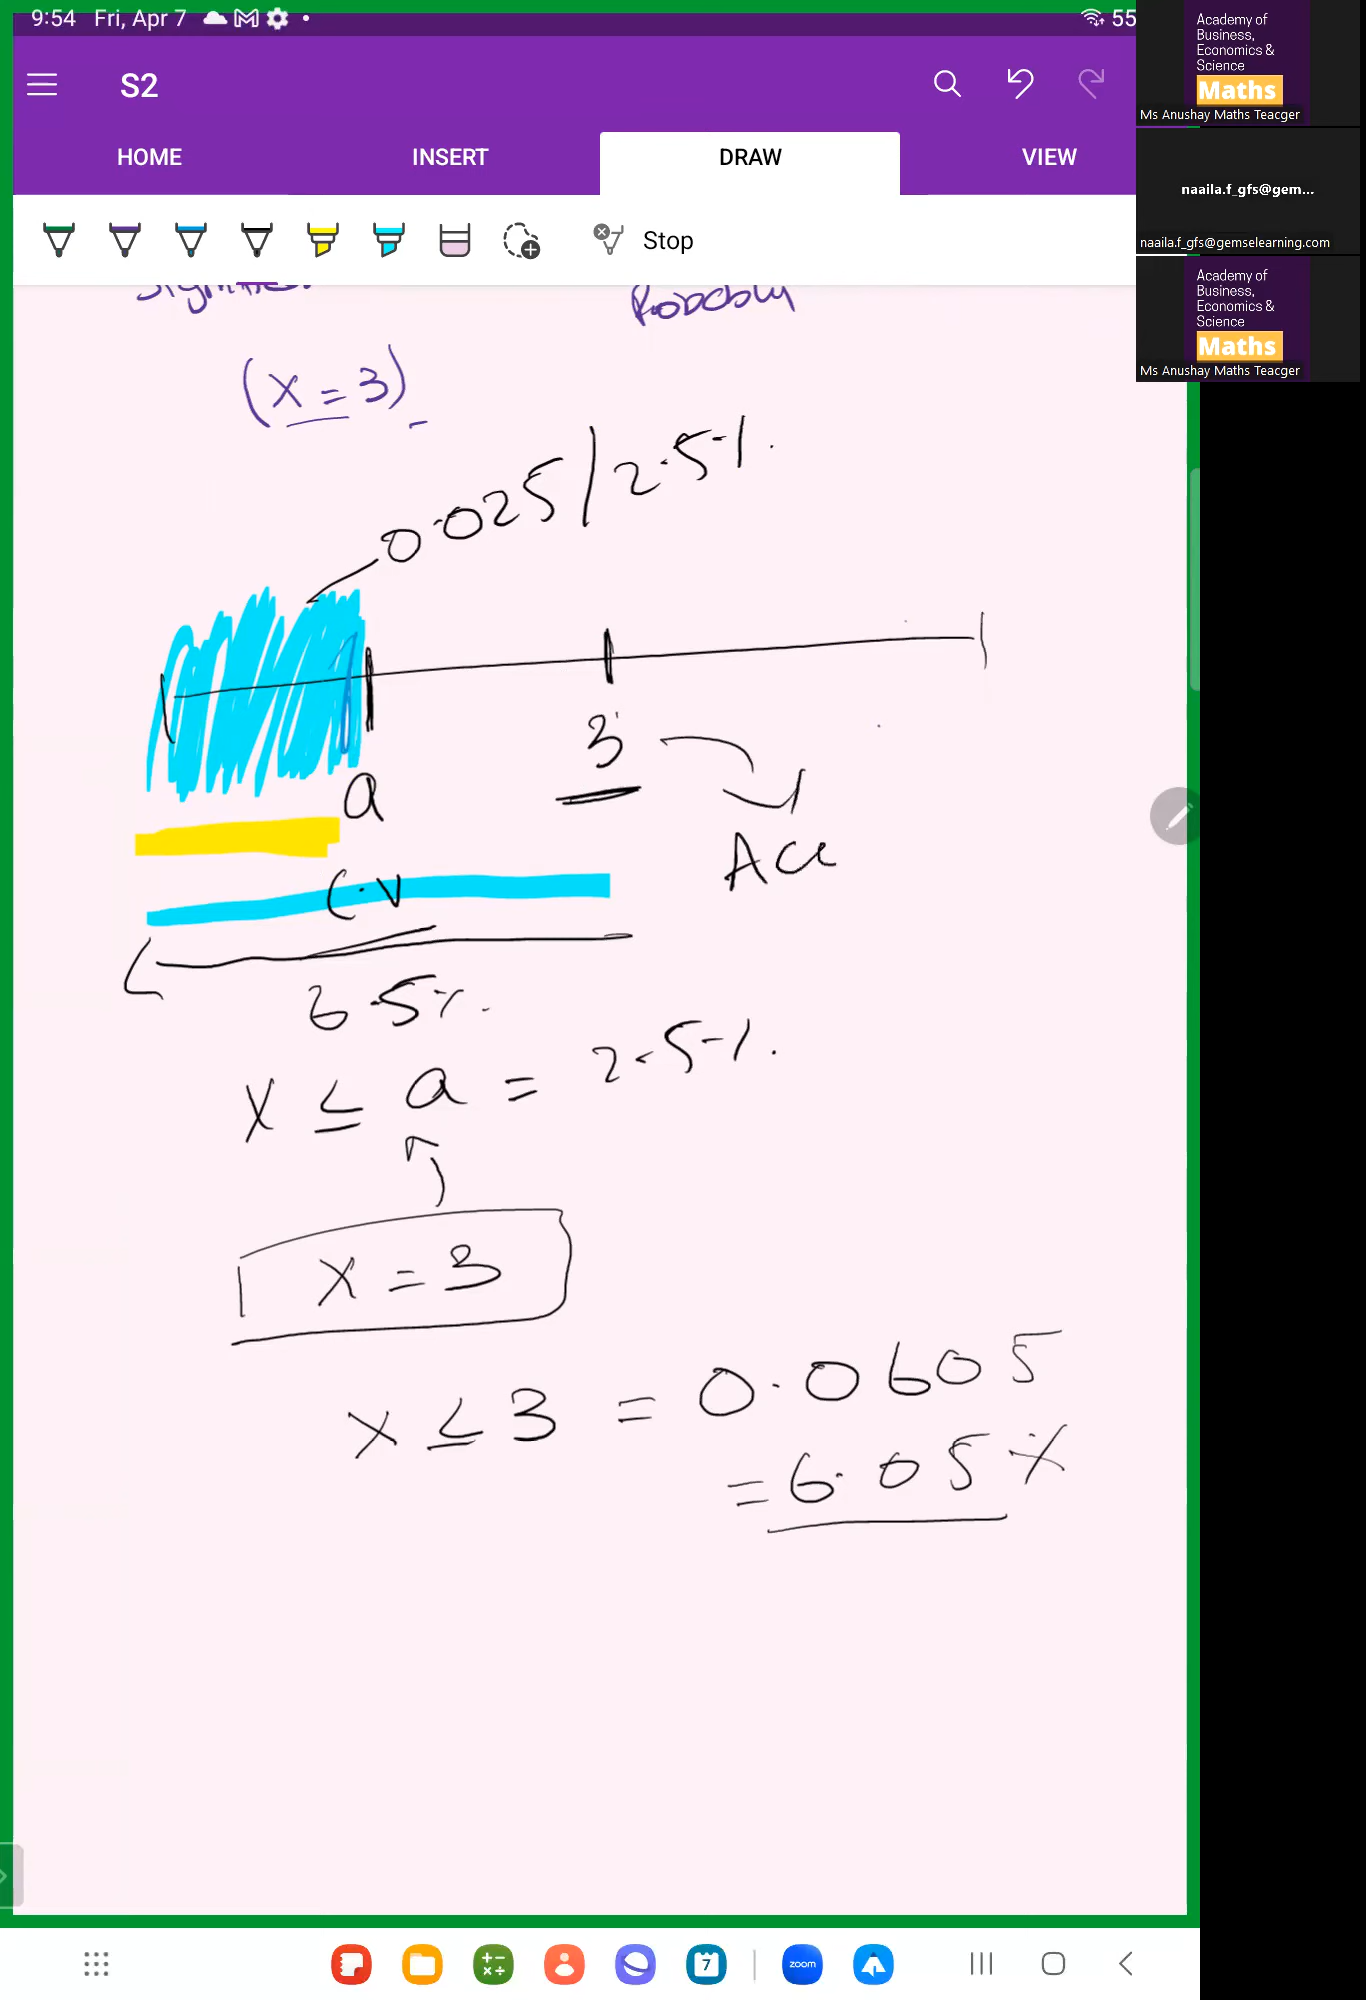 9:54 Fri, Apr 7
55
S2
HOME INSERT DRAW VIEW
Stop
Academy of
Business,
Economics &
Science
Maths
Ms Anushay Maths Teacger
naaila.f_gfs@gem...
naaila.f_gfs@gemselearning.com
Academy of
Business,
Economics &
Science
Maths
Ms Anushay Maths Teacger
(x = 3)
0.025 / 2.5%
a
3
C.V
6.5%
x ≤ a = 2.5%
x = 3
x ≤ 3 = 0.0605
= 6.05%
7
zoom